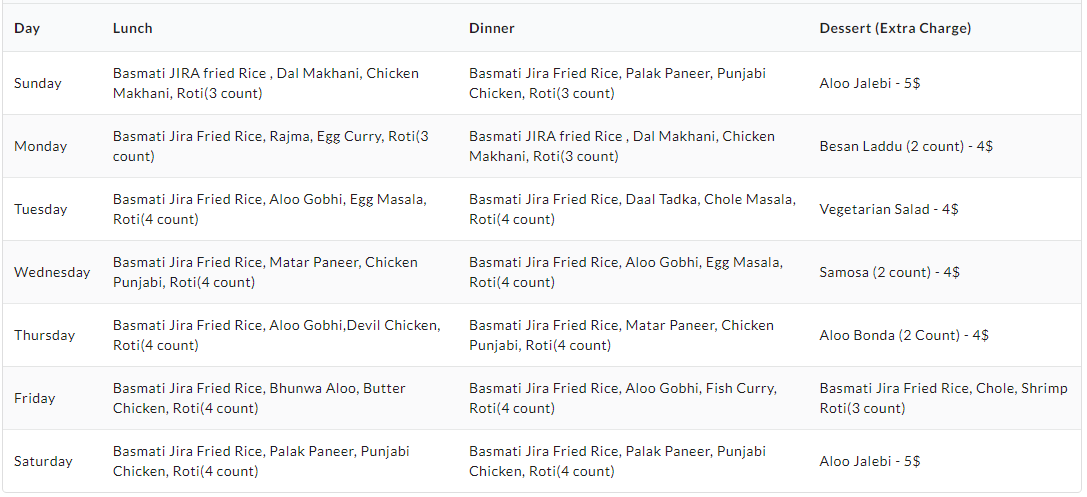 Day Lunch Dinner Dessert (Extra Charge)
Sunday
Basmati JIRA fried Rice , Dal Makhani, Chicken
Makhani, Roti(3 count)
Basmati Jira Fried Rice, Palak Paneer, Punjabi
Chicken, Roti(3 count)
Aloo Jalebi - 5$
Monday
Basmati Jira Fried Rice, Rajma, Egg Curry, Roti(3
count)
Basmati JIRA fried Rice , Dal Makhani, Chicken
Makhani, Roti(3 count)
Besan Laddu (2 count) - 4$
Tuesday
Basmati Jira Fried Rice, Aloo Gobhi, Egg Masala,
Roti(4 count)
Basmati Jira Fried Rice, Daal Tadka, Chole Masala,
Roti(4 count)
Vegetarian Salad - 4$
Wednesday
Basmati Jira Fried Rice, Matar Paneer, Chicken
Punjabi, Roti(4 count)
Basmati Jira Fried Rice, Aloo Gobhi, Egg Masala,
Roti(4 count)
Samosa (2 count) - 4$
Thursday
Basmati Jira Fried Rice, Aloo Gobhi,Devil Chicken,
Roti(4 count)
Basmati Jira Fried Rice, Matar Paneer, Chicken
Punjabi, Roti(4 count)
Aloo Bonda (2 Count) - 4$
Friday
Basmati Jira Fried Rice, Bhunwa Aloo, Butter
Chicken, Roti(4 count)
Basmati Jira Fried Rice, Aloo Gobhi, Fish Curry,
Roti(4 count)
Basmati Jira Fried Rice, Chole, Shrimp
Roti(3 count)
Saturday
Basmati Jira Fried Rice, Palak Paneer, Punjabi
Chicken, Roti(4 count)
Basmati Jira Fried Rice, Palak Paneer, Punjabi
Chicken, Roti(4 count)
Aloo Jalebi - 5$